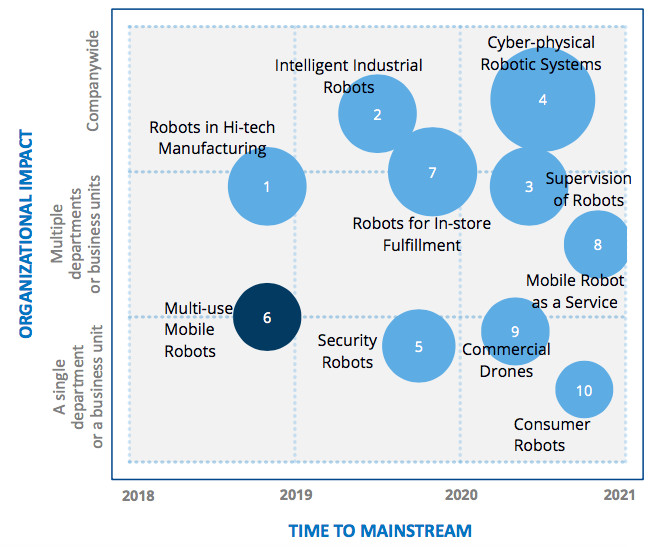 ORGANIZATIONAL IMPACT
Companywide
Multiple
departments
or business units
A single
department
or a business unit
Cyber-physical
Robotic Systems
4
Intelligent Industrial
Robots
2
Robots in Hi-tech
Manufacturing
1
7
Robots for In-store
Fulfillment
3
Supervision
of Robots
8
Mobile Robot
as a Service
Multi-use
Mobile
Robots
6
Security
Robots
5
9
Commercial
Drones
10
Consumer
Robots
2018
2019
2020
2021
TIME TO MAINSTREAM